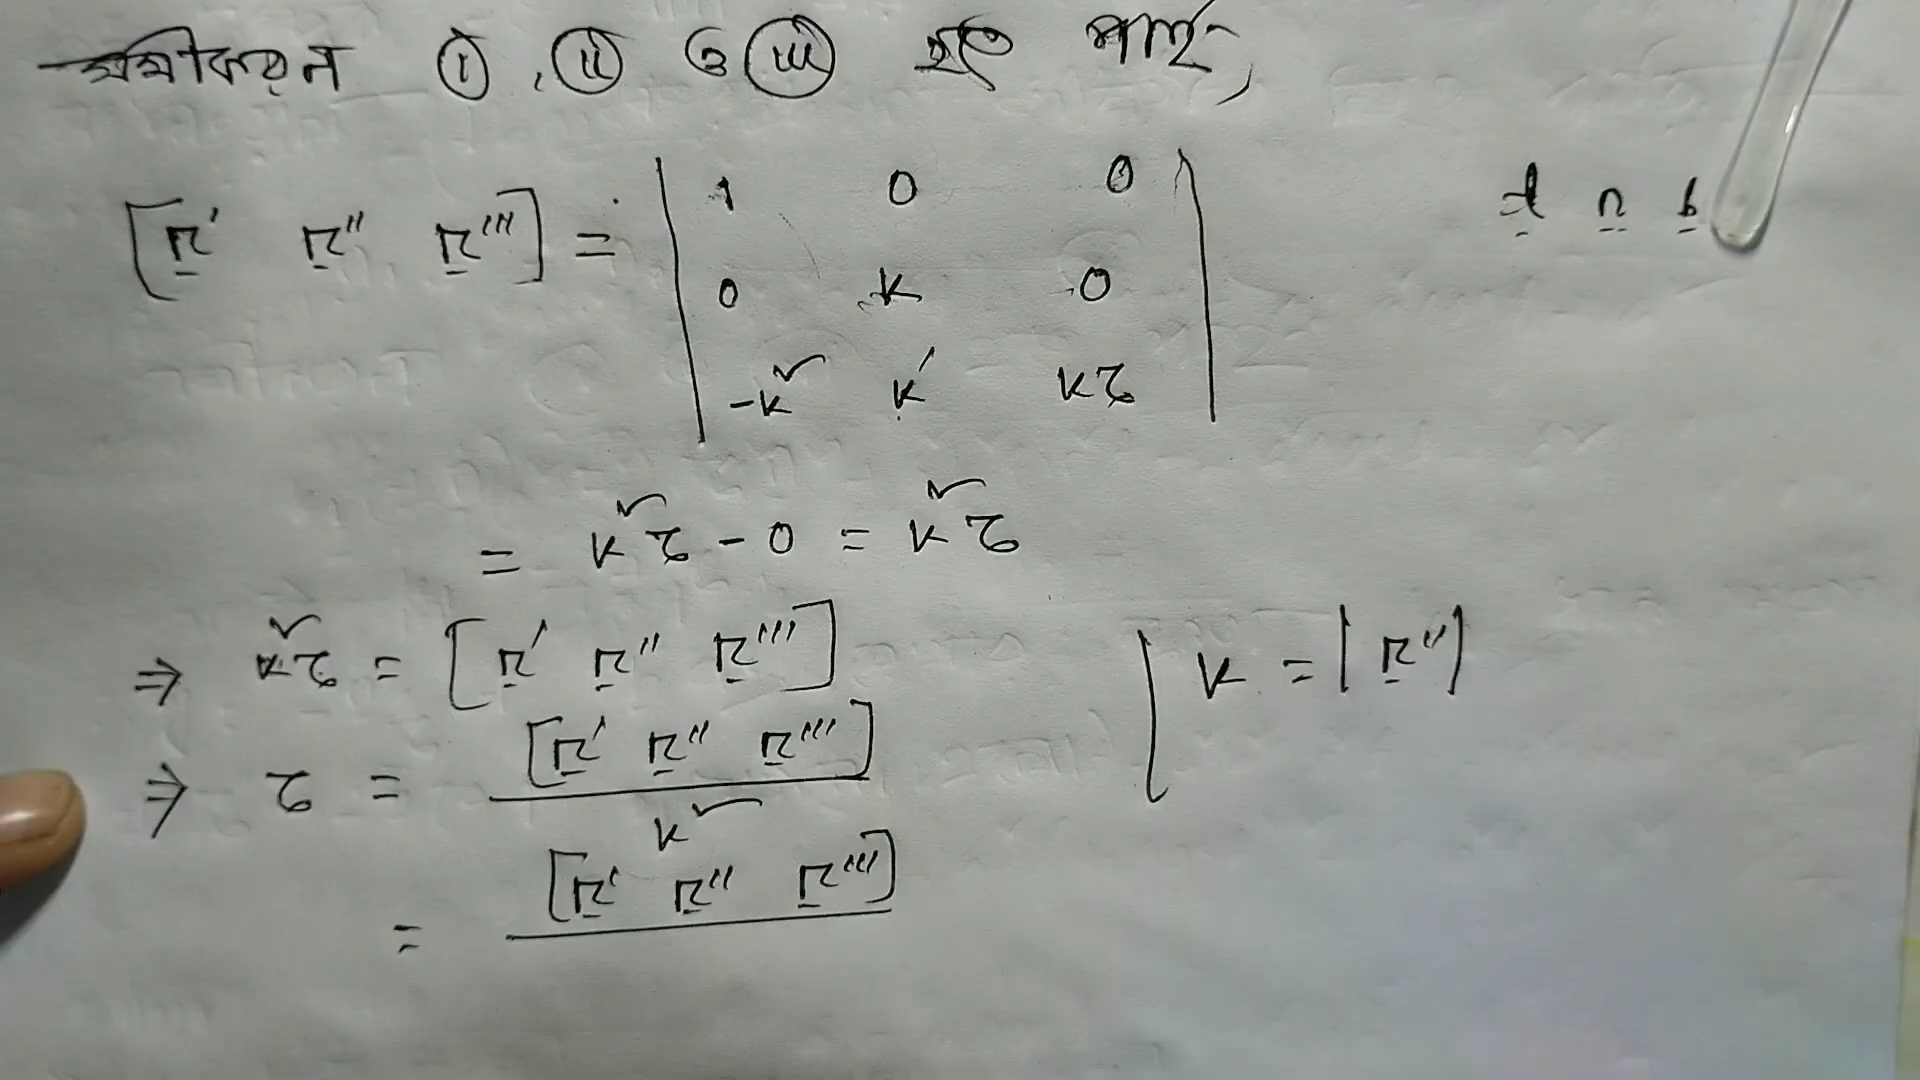 সমীকরণ (i), (ii) ও (iii) হতে পাই,
[r̲′ r̲″ r̲‴] = | 1 0 0 |
| 0 κ 0 |
| -κ² κ′ κτ |
t̲ n̲ b̲
= κ²τ - 0 = κ²τ
⇒ κ²τ = [r̲′ r̲″ r̲‴]
κ = |r̲″|
⇒ τ = [r̲′ r̲″ r̲‴] / κ²
= [r̲′ r̲″ r̲‴]